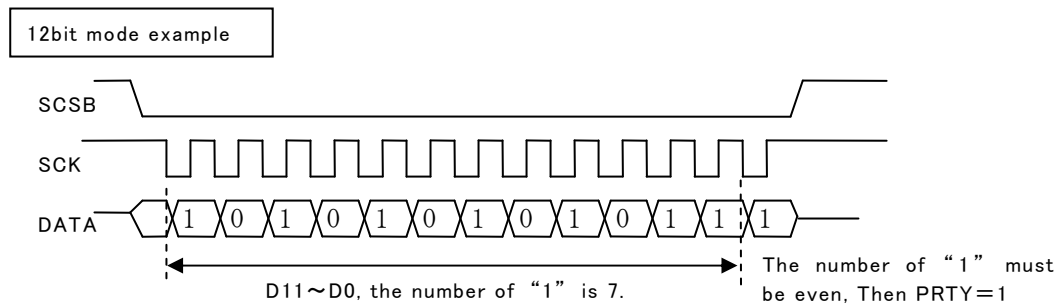 12bit mode example
SCSB
SCK
DATA 1 0 1 0 1 0 1 0 1 0 1 1 1
D11～D0, the number of “1” is 7.
The number of “1” must
be even, Then PRTY＝1